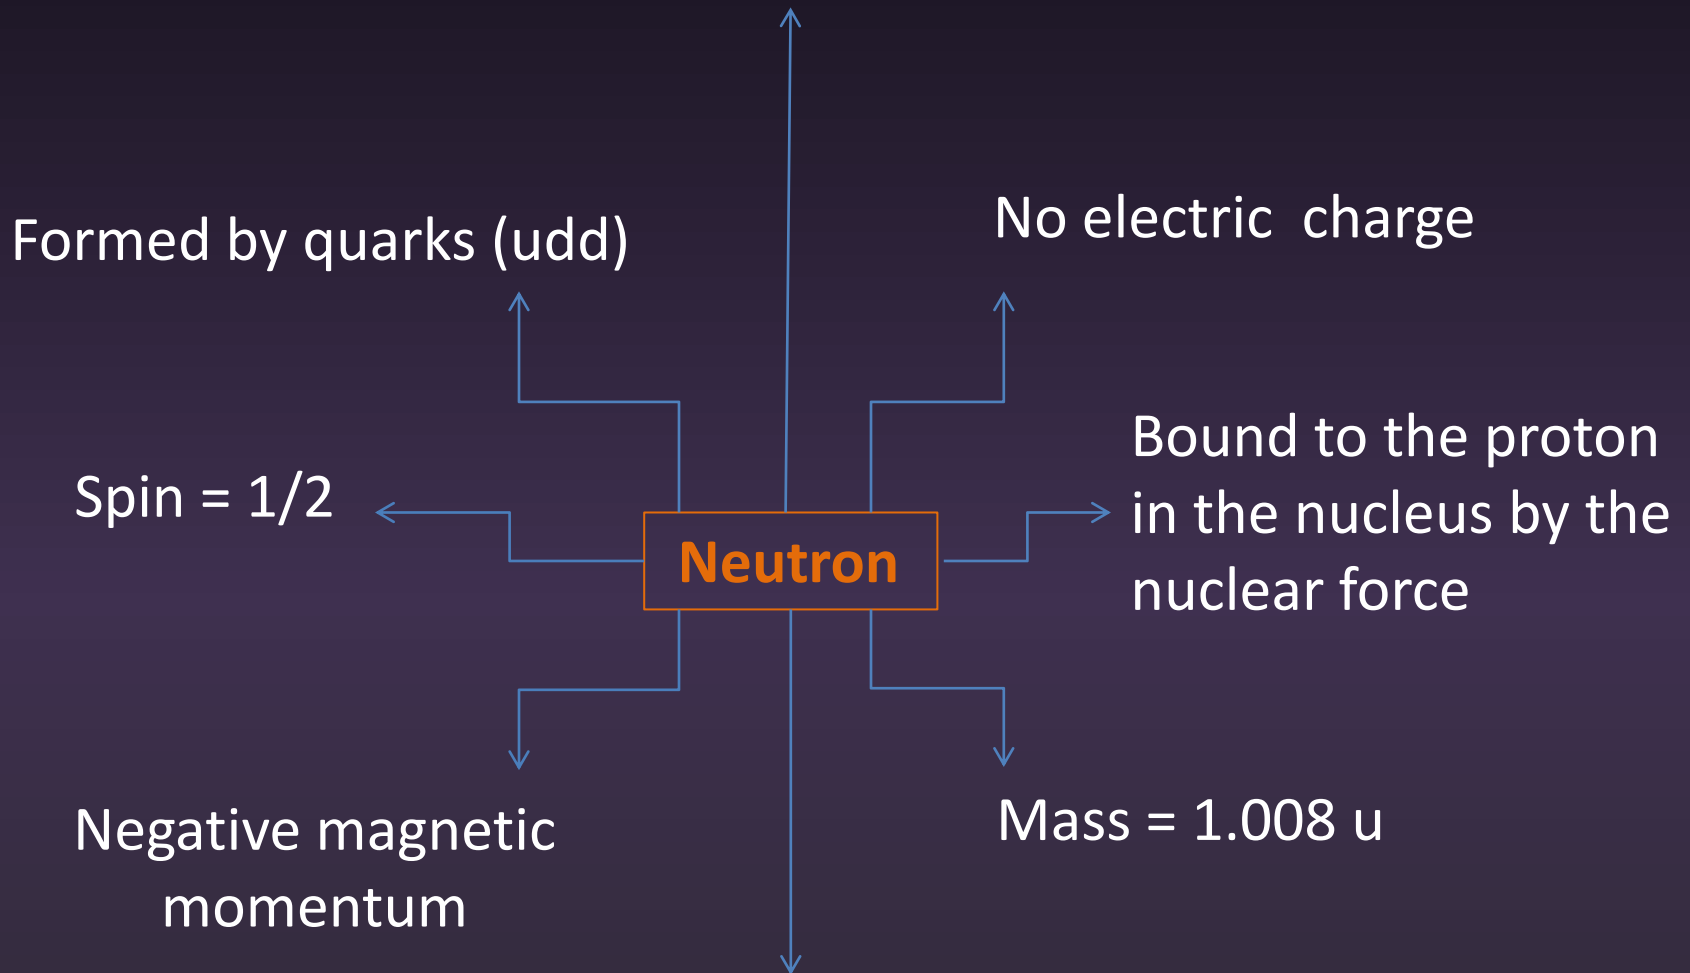 Formed by quarks (udd)
No electric charge
Spin = 1/2
Bound to the proton
in the nucleus by the
nuclear force
Neutron
Negative magnetic
momentum
Mass = 1.008 u